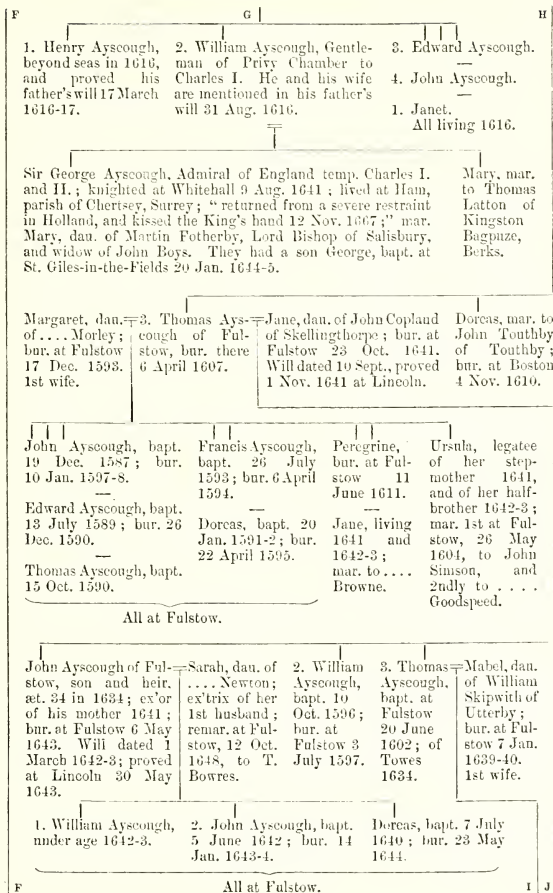 F G H
1. Henry Ayscough,
beyond seas in 1616,
and proved his
father's will 17 March
1616-17.
2. William Ayscough, Gentle-
man of Privy Chamber to
Charles I. He and his wife
are mentioned in his father's
will 31 Aug. 1616.
3. Edward Ayscough.
—
4. John Ayscough.
—
1. Janet.
All living 1616.
Sir George Ayscough, Admiral of England temp. Charles I.
and II.; knighted at Whitehall 9 Aug. 1641; lived at Ham,
parish of Chertsey, Surrey; "returned from a severe restraint
in Holland, and kissed the King's hand 12 Nov. 1667;" mar.
Mary, dau. of Martin Fotherby, Lord Bishop of Salisbury,
and widow of John Boys. They had a son George, bapt. at
St. Giles-in-the-Fields 20 Jan. 1644-5.
Mary, mar.
to Thomas
Latton of
Kingston
Bagpuze,
Berks.
Margaret, dau.
of .... Morley;
bur. at Fulstow
17 Dec. 1593.
1st wife.
3. Thomas Ays-
cough of Ful-
stow, bur. there
6 April 1607.
Jane, dau. of John Copland
of Skellingthorpe; bur. at
Fulstow 23 Oct. 1641.
Will dated 10 Sept., proved
1 Nov. 1641 at Lincoln.
Dorcas, mar. to
John Touthby
of Touthby;
bur. at Boston
4 Nov. 1610.
John Ayscough, bapt.
19 Dec. 1587; bur.
10 Jan. 1597-8.
—
Edward Ayscough, bapt.
13 July 1589; bur. 26
Dec. 1590.
—
Thomas Ayscough, bapt.
15 Oct. 1590.
Francis Ayscough,
bapt. 26 July
1593; bur. 6 April
1594.
—
Dorcas, bapt. 20
Jan. 1591-2; bur.
22 April 1595.
Peregrine,
bur. at Ful-
stow 11
June 1611.
—
Jane, living
1641 and
1642-3;
mar. to ....
Browne.
Ursula, legatee
of her step-
mother 1641,
and of her half-
brother 1642-3;
mar. 1st at Ful-
stow, 26 May
1604, to John
Simson, and
2ndly to ....
Goodspeed.
All at Fulstow.
John Ayscough of Ful-
stow, son and heir,
æt. 34 in 1634; ex'or
of his mother 1641;
bur. at Fulstow 6 May
1643. Will dated 1
March 1642-3; proved
at Lincoln 30 May
1643.
Sarah, dau. of
.... Newton;
ex'trix of her
1st husband;
remar. at Ful-
stow, 12 Oct.
1648, to T.
Bowres.
2. William
Ayscough,
bapt. 10
Oct. 1596;
bur. at
Fulstow 3
July 1597.
3. Thomas
Ayscough,
bapt. at
Fulstow
20 June
1602; of
Towes
1634.
Mabel, dau.
of William
Skipwith of
Utterby;
bur. at Ful-
stow 7 Jan.
1639-40.
1st wife.
1. William Ayscough,
under age 1642-3.
2. John Ayscough, bapt.
5 June 1642; bur. 14
Jan. 1643-4.
Dorcas, bapt. 7 July
1640; bur. 23 May
1644.
F All at Fulstow. I J